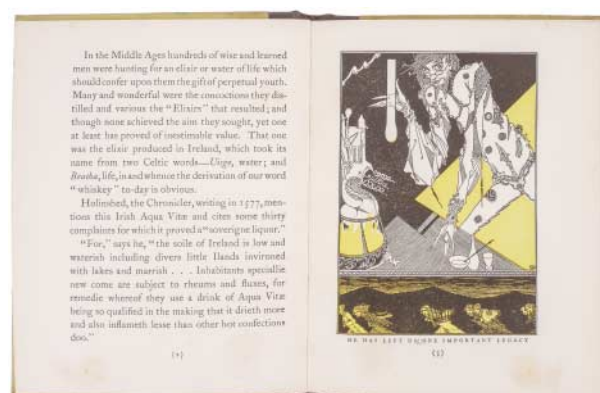 In the Middle Ages hundreds of wise and learned
men were hunting for an elixir or water of life which
should confer upon them the gift of perpetual youth.
Many and wonderful were the concoctions they dis-
tilled and various the "Elixirs" that resulted; and
though none achieved the aim they sought, yet one
at least has proved of inestimable value. That one
was the elixir produced in Ireland, which took its
name from two Celtic words—Uisge, water; and
Beatha, life, in and whence the derivation of our word
"whiskey" to-day is obvious.
Holinshed, the Chronicler, writing in 1577, men-
tions this Irish Aqua Vitæ and cites some thirty
complaints for which it proved a "soverigne liquor."
"For," says he, "the soile of Ireland is low and
waterish including divers little Ilands invironed
with lakes and marrish . . . Inhabitants speciallie
new come are subject to rheums and fluxes, for
remedie whereof they use a drink of Aqua Vitæ
being so qualified in the making that it drieth more
and also inflameth lesse than other hot confections
doo."
HE HAS LEFT US MORE IMPORTANT LEGACY
(3)